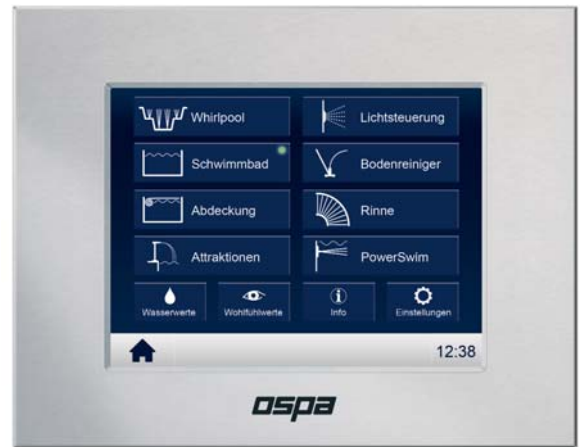 Whirlpool
Lichtsteuerung
Schwimmbad
Bodenreiniger
Abdeckung
Rinne
Attraktionen
PowerSwim
Wasserwerte
Wohlfühlwerte
Info
Einstellungen
12:38
ospa